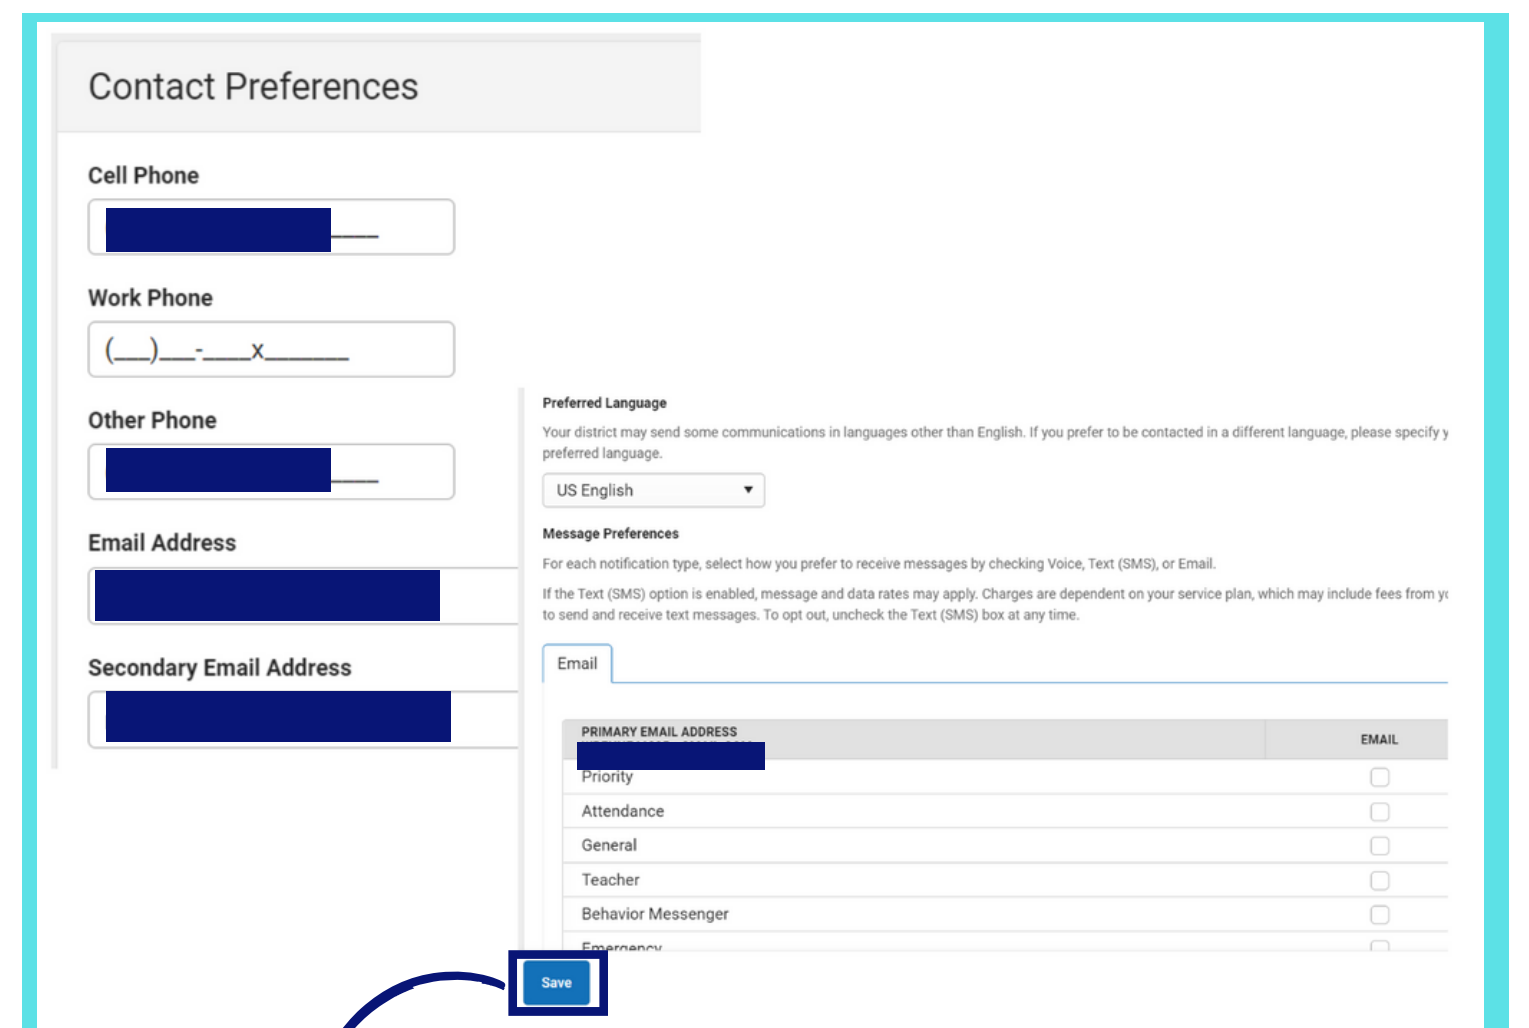 Contact Preferences
Cell Phone
____
Work Phone
(___)___-____x_______
Other Phone
____
Email Address
Secondary Email Address
Preferred Language
Your district may send some communications in languages other than English. If you prefer to be contacted in a different language, please specify y
preferred language.
US English
Message Preferences
For each notification type, select how you prefer to receive messages by checking Voice, Text (SMS), or Email.
If the Text (SMS) option is enabled, message and data rates may apply. Charges are dependent on your service plan, which may include fees from yo
to send and receive text messages. To opt out, uncheck the Text (SMS) box at any time.
Email
PRIMARY EMAIL ADDRESS
EMAIL
Priority
Attendance
General
Teacher
Behavior Messenger
Emergency
Save